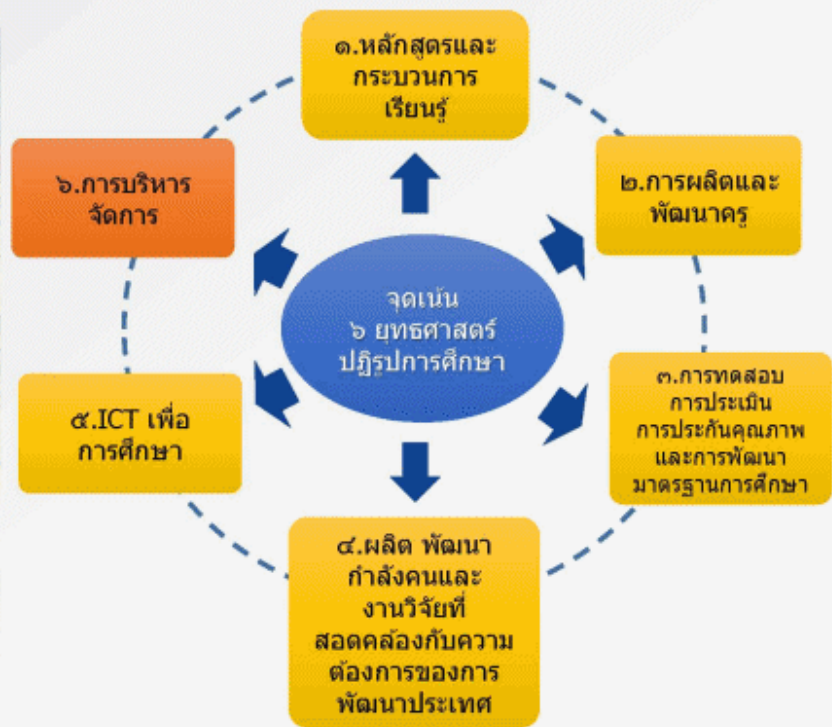 ๑.หลักสูตรและ
กระบวนการ
เรียนรู้
๒.การผลิตและ
พัฒนาครู
๓.การทดสอบ
การประเมิน
การประกันคุณภาพ
และการพัฒนา
มาตรฐานการศึกษา
๔.ผลิต พัฒนา
กำลังคนและ
งานวิจัยที่
สอดคล้องกับความ
ต้องการของการ
พัฒนาประเทศ
๕.ICT เพื่อ
การศึกษา
๖.การบริหาร
จัดการ
จุดเน้น
๖ ยุทธศาสตร์
ปฏิรูปการศึกษา